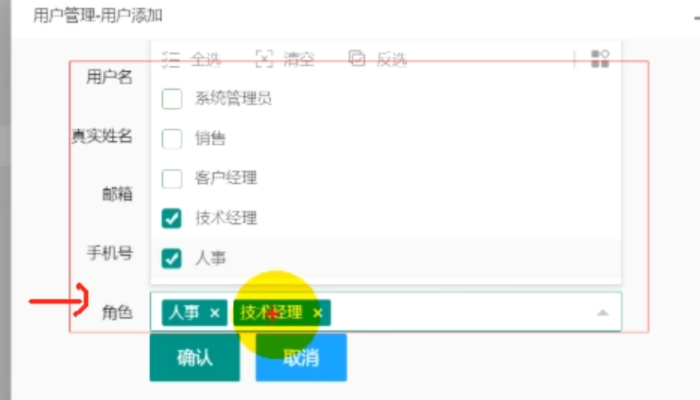 用户管理-用户添加
全选 清空 反选
用户名
系统管理员
真实姓名
销售
客户经理
邮箱
技术经理
手机号
人事
角色
人事 × 技术经理 ×
确认 取消